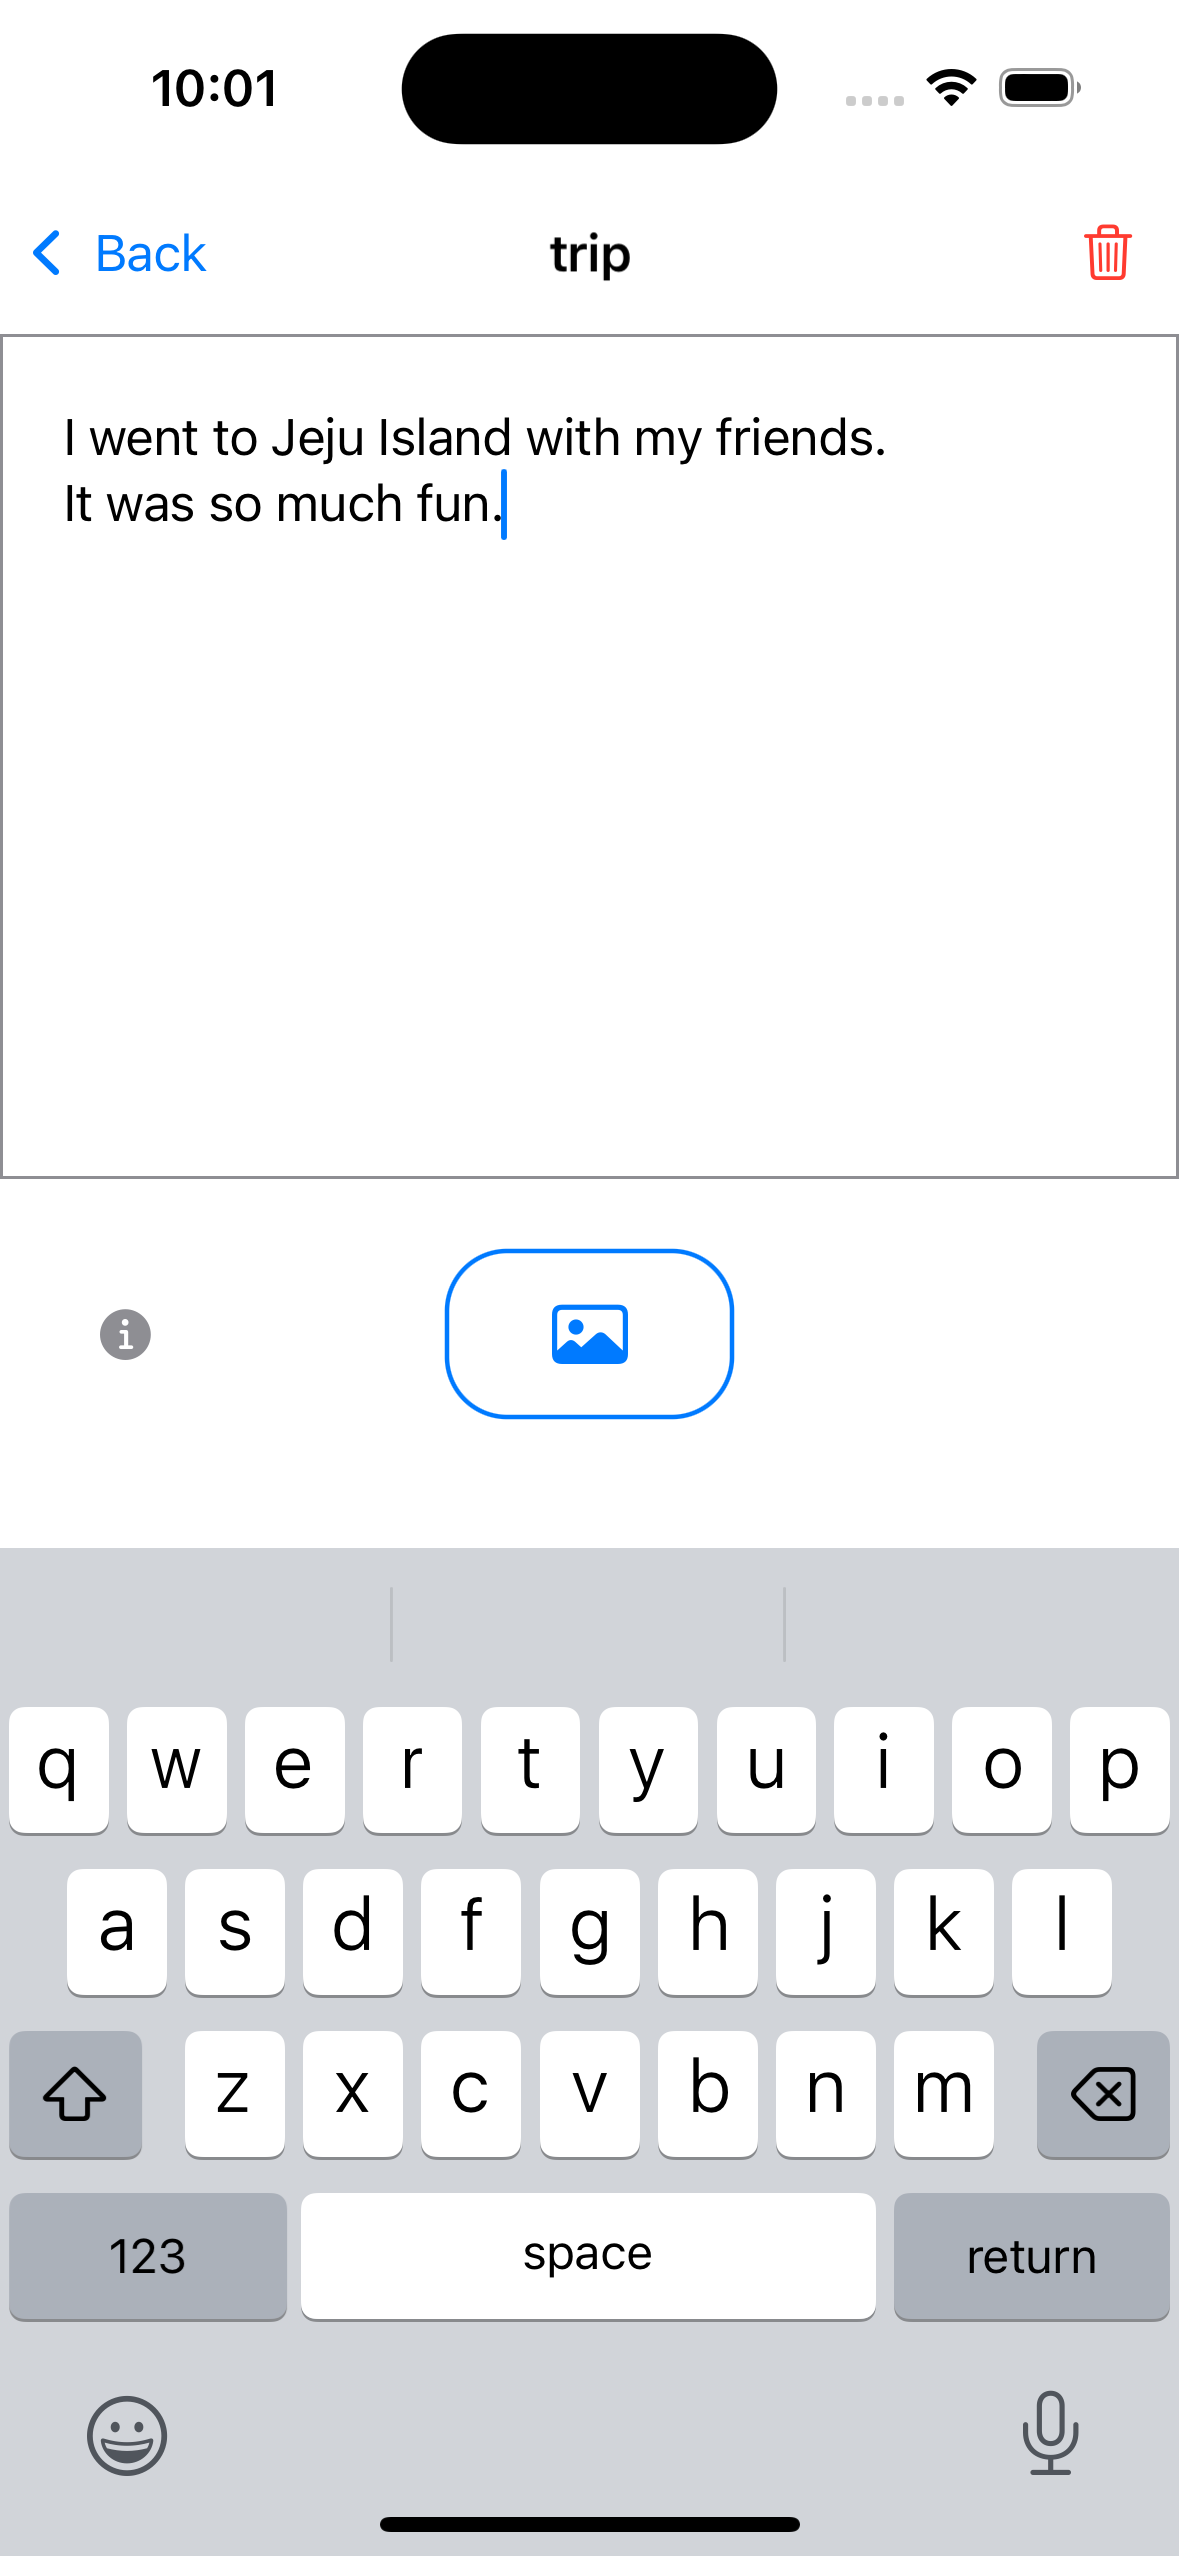 10:01
Back
trip
I went to Jeju Island with my friends.
It was so much fun.
q w e r t y u i o p
a s d f g h j k l
z x c v b n m
123 space return